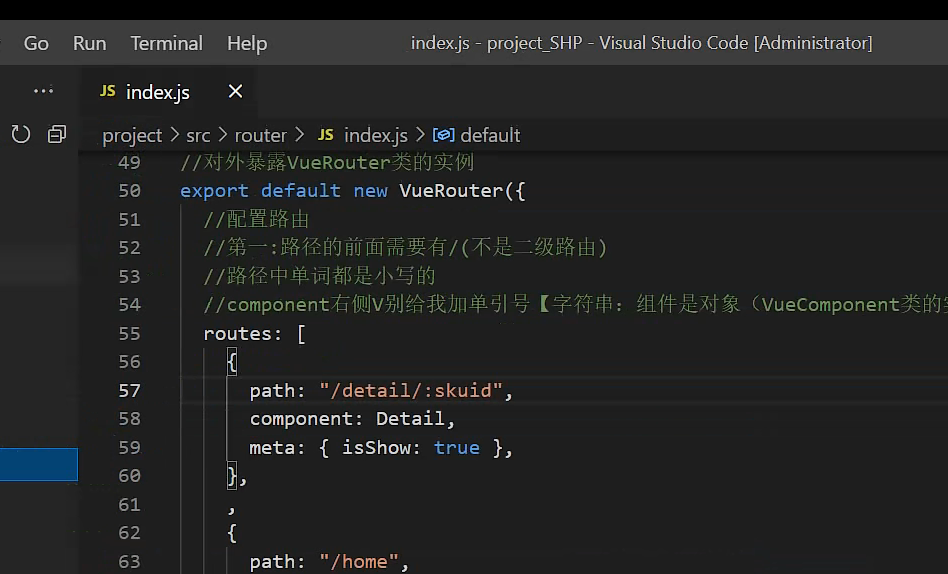 Go Run Terminal Help index.js - project_SHP - Visual Studio Code [Administrator]
... JS index.js ×
project > src > router > JS index.js > default
49 //对外暴露VueRouter类的实例
50 export default new VueRouter({
51 //配置路由
52 //第一:路径的前面需要有/(不是二级路由)
53 //路径中单词都是小写的
54 //component右侧V别给我加单引号【字符串：组件是对象（VueComponent类的
55 routes: [
56 {
57 path: "/detail/:skuid",
58 component: Detail,
59 meta: { isShow: true },
60 },
61 ,
62 {
63 path: "/home",